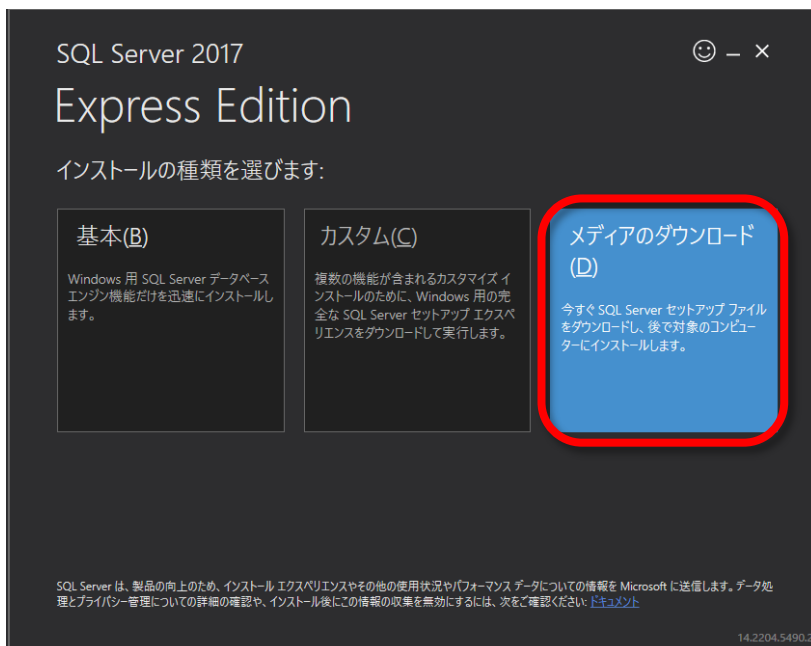 SQL Server 2017
Express Edition
インストールの種類を選びます:
基本(B)
Windows 用 SQL Server データベース
エンジン機能だけを迅速にインストールし
ます。
カスタム(C)
複数の機能が含まれるカスタマイズ イ
ンストールのために、Windows 用の完
全な SQL Server セットアップ エクスペ
リエンスをダウンロードして実行します。
メディアのダウンロード
(D)
今すぐ SQL Server セットアップ ファイル
をダウンロードし、後で対象のコンピュー
ターにインストールします。
SQL Server は、製品の向上のため、インストール エクスペリエンスやその他の使用状況やパフォーマンス データについての情報を Microsoft に送信します。データ処
理とプライバシー管理についての詳細の確認や、インストール後にこの情報の収集を無効にするには、次をご確認ください: ドキュメント
14.2204.5490.2